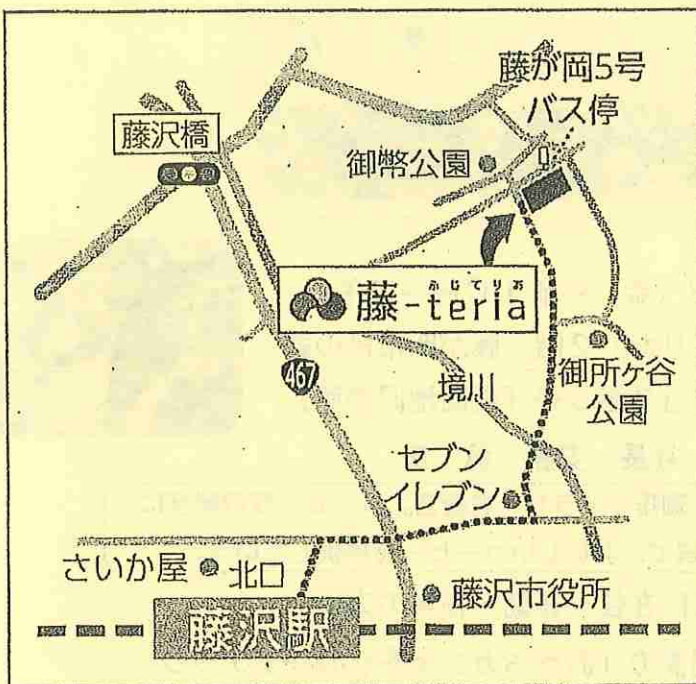 藤が岡5号
バス停
藤沢橋
御幣公園
ふじてりお
藤-teria
467
境川
御所ヶ谷
公園
セブン
イレブン
さいか屋
北口
藤沢市役所
藤沢駅